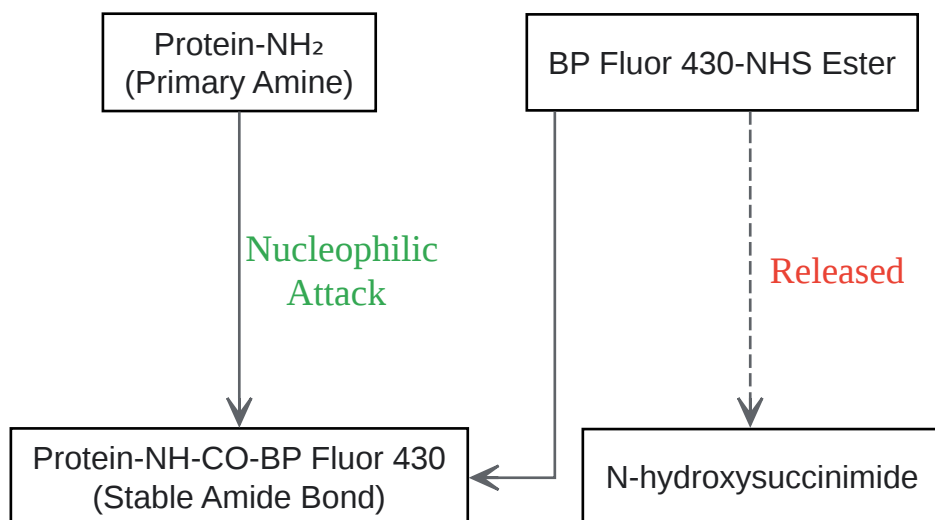 Protein-NH₂
(Primary Amine)
BP Fluor 430-NHS Ester
Nucleophilic
Attack
Released
Protein-NH-CO-BP Fluor 430
(Stable Amide Bond)
N-hydroxysuccinimide